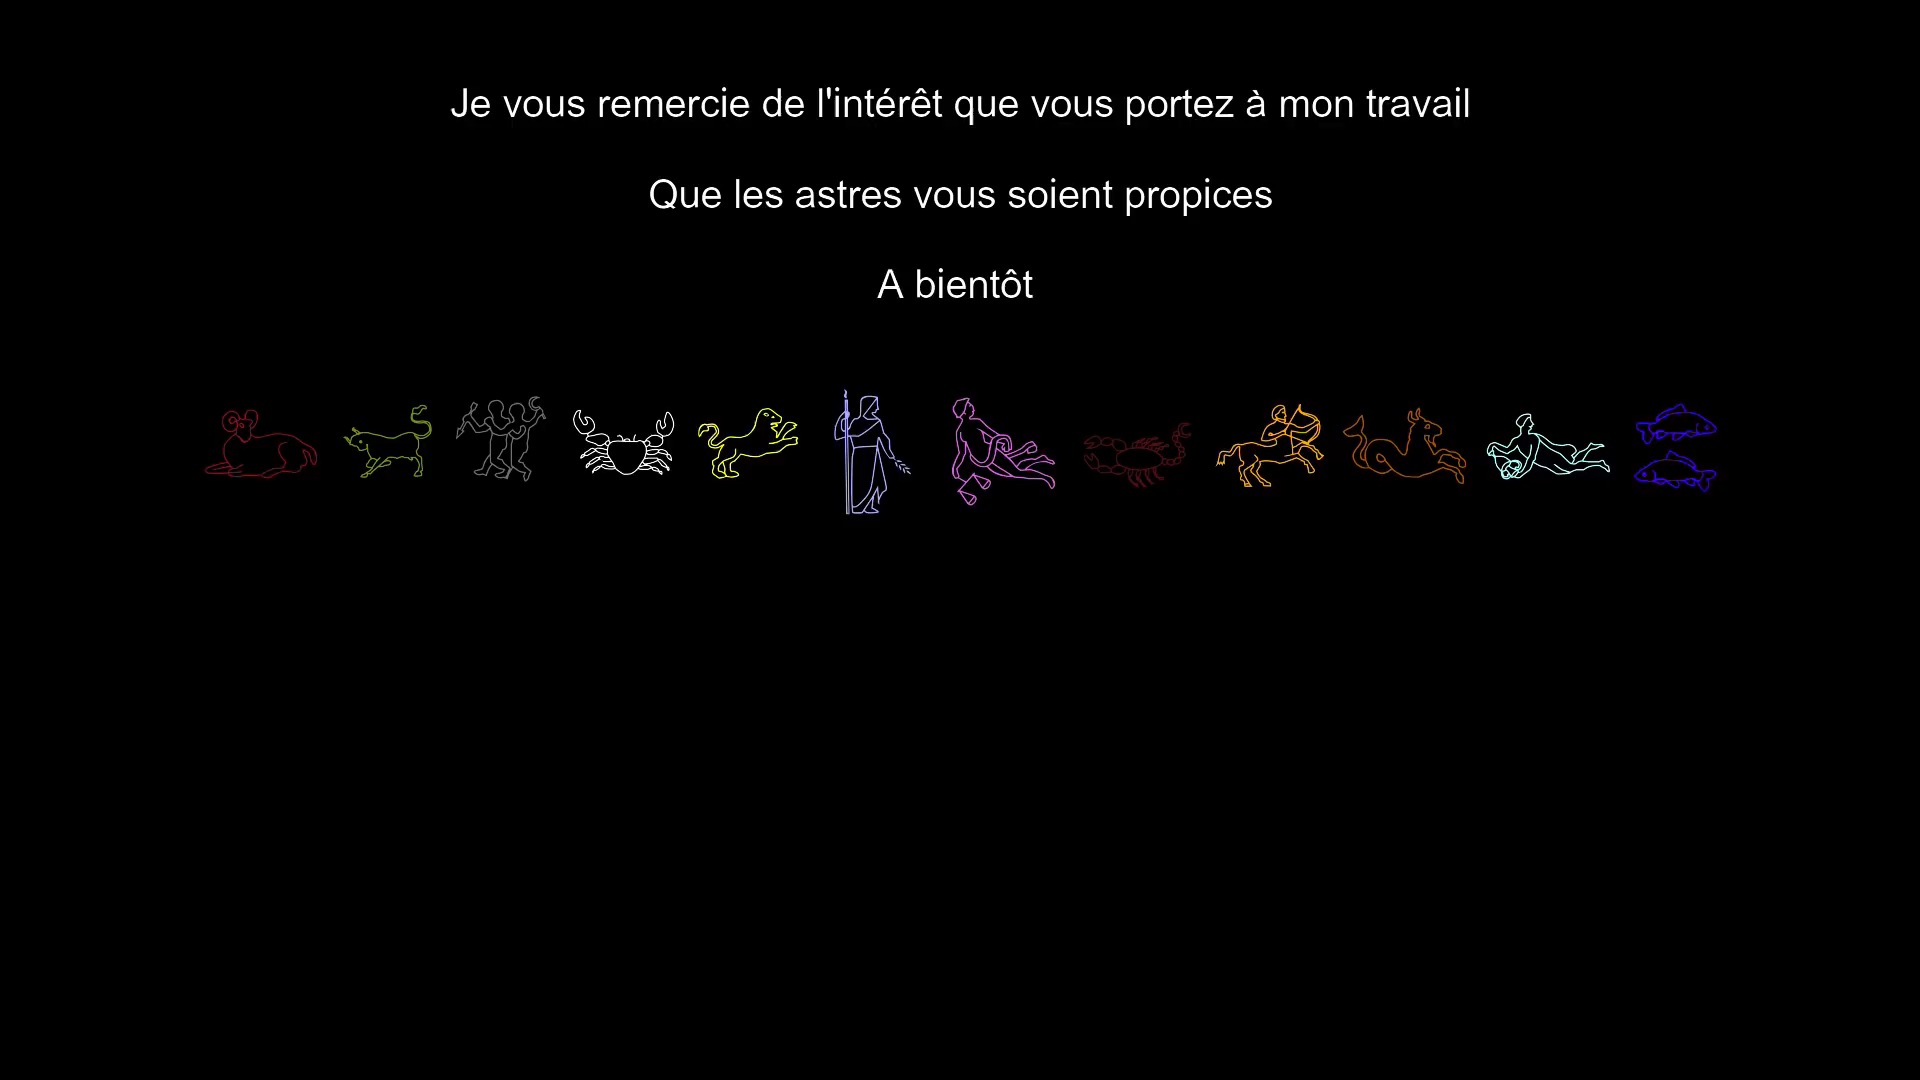 Je vous remercie de l'intérêt que vous portez à mon travail
Que les astres vous soient propices
A bientôt